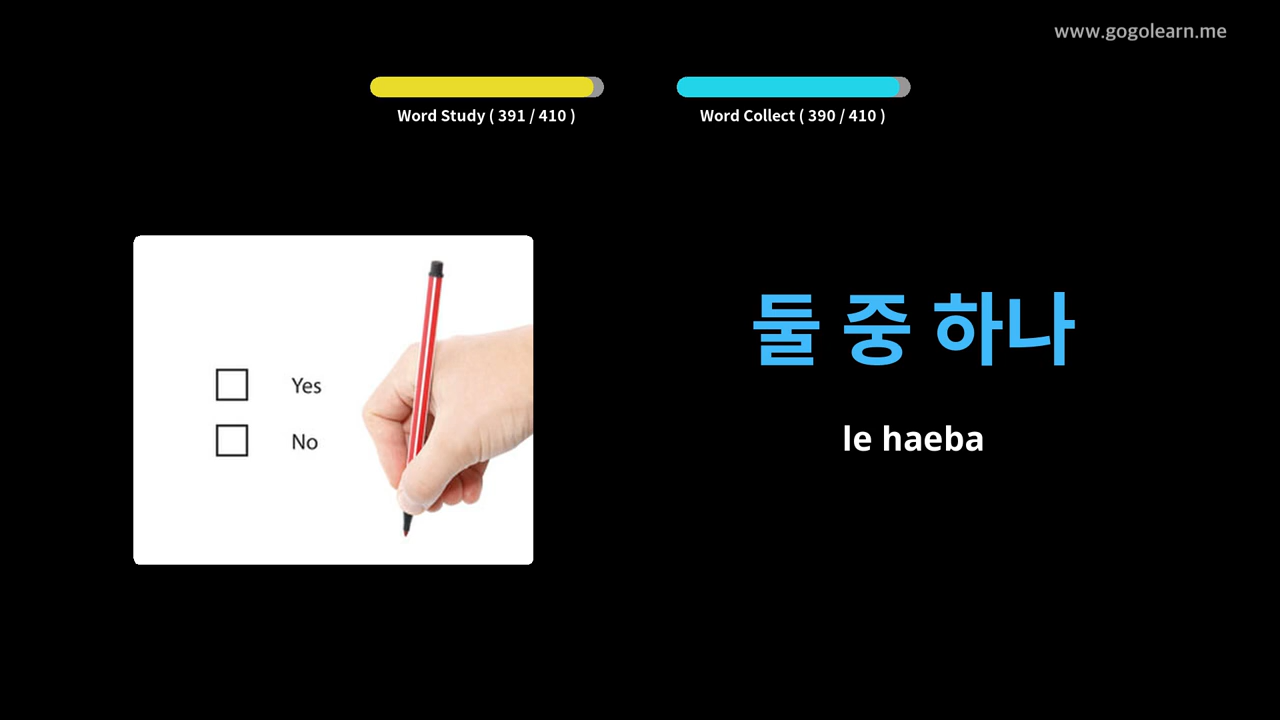 www.gogolearn.me
Word Study ( 391 / 410 )
Word Collect ( 390 / 410 )
Yes
No
둘 중 하나
le haeba